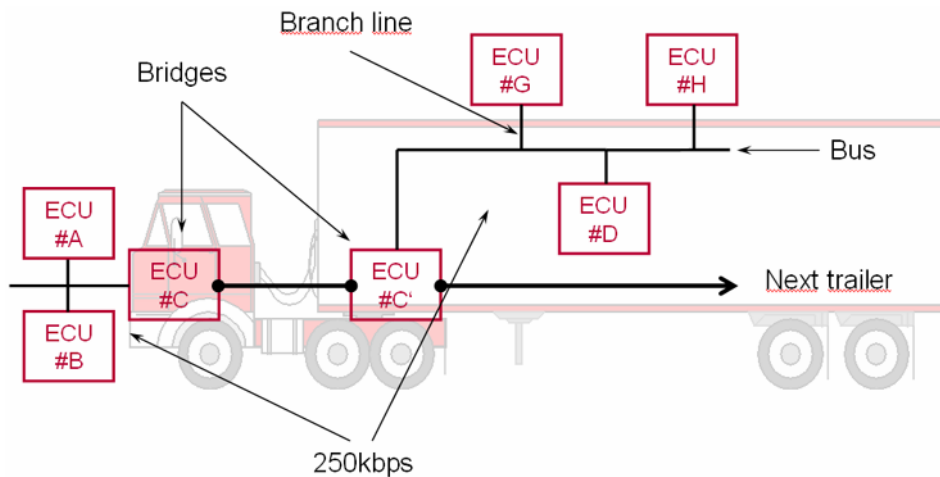 Branch line
ECU
#G
ECU
#H
Bridges
Bus
ECU
#A
ECU
#D
ECU
#C
ECU
#C‘
Next trailer
ECU
#B
250kbps